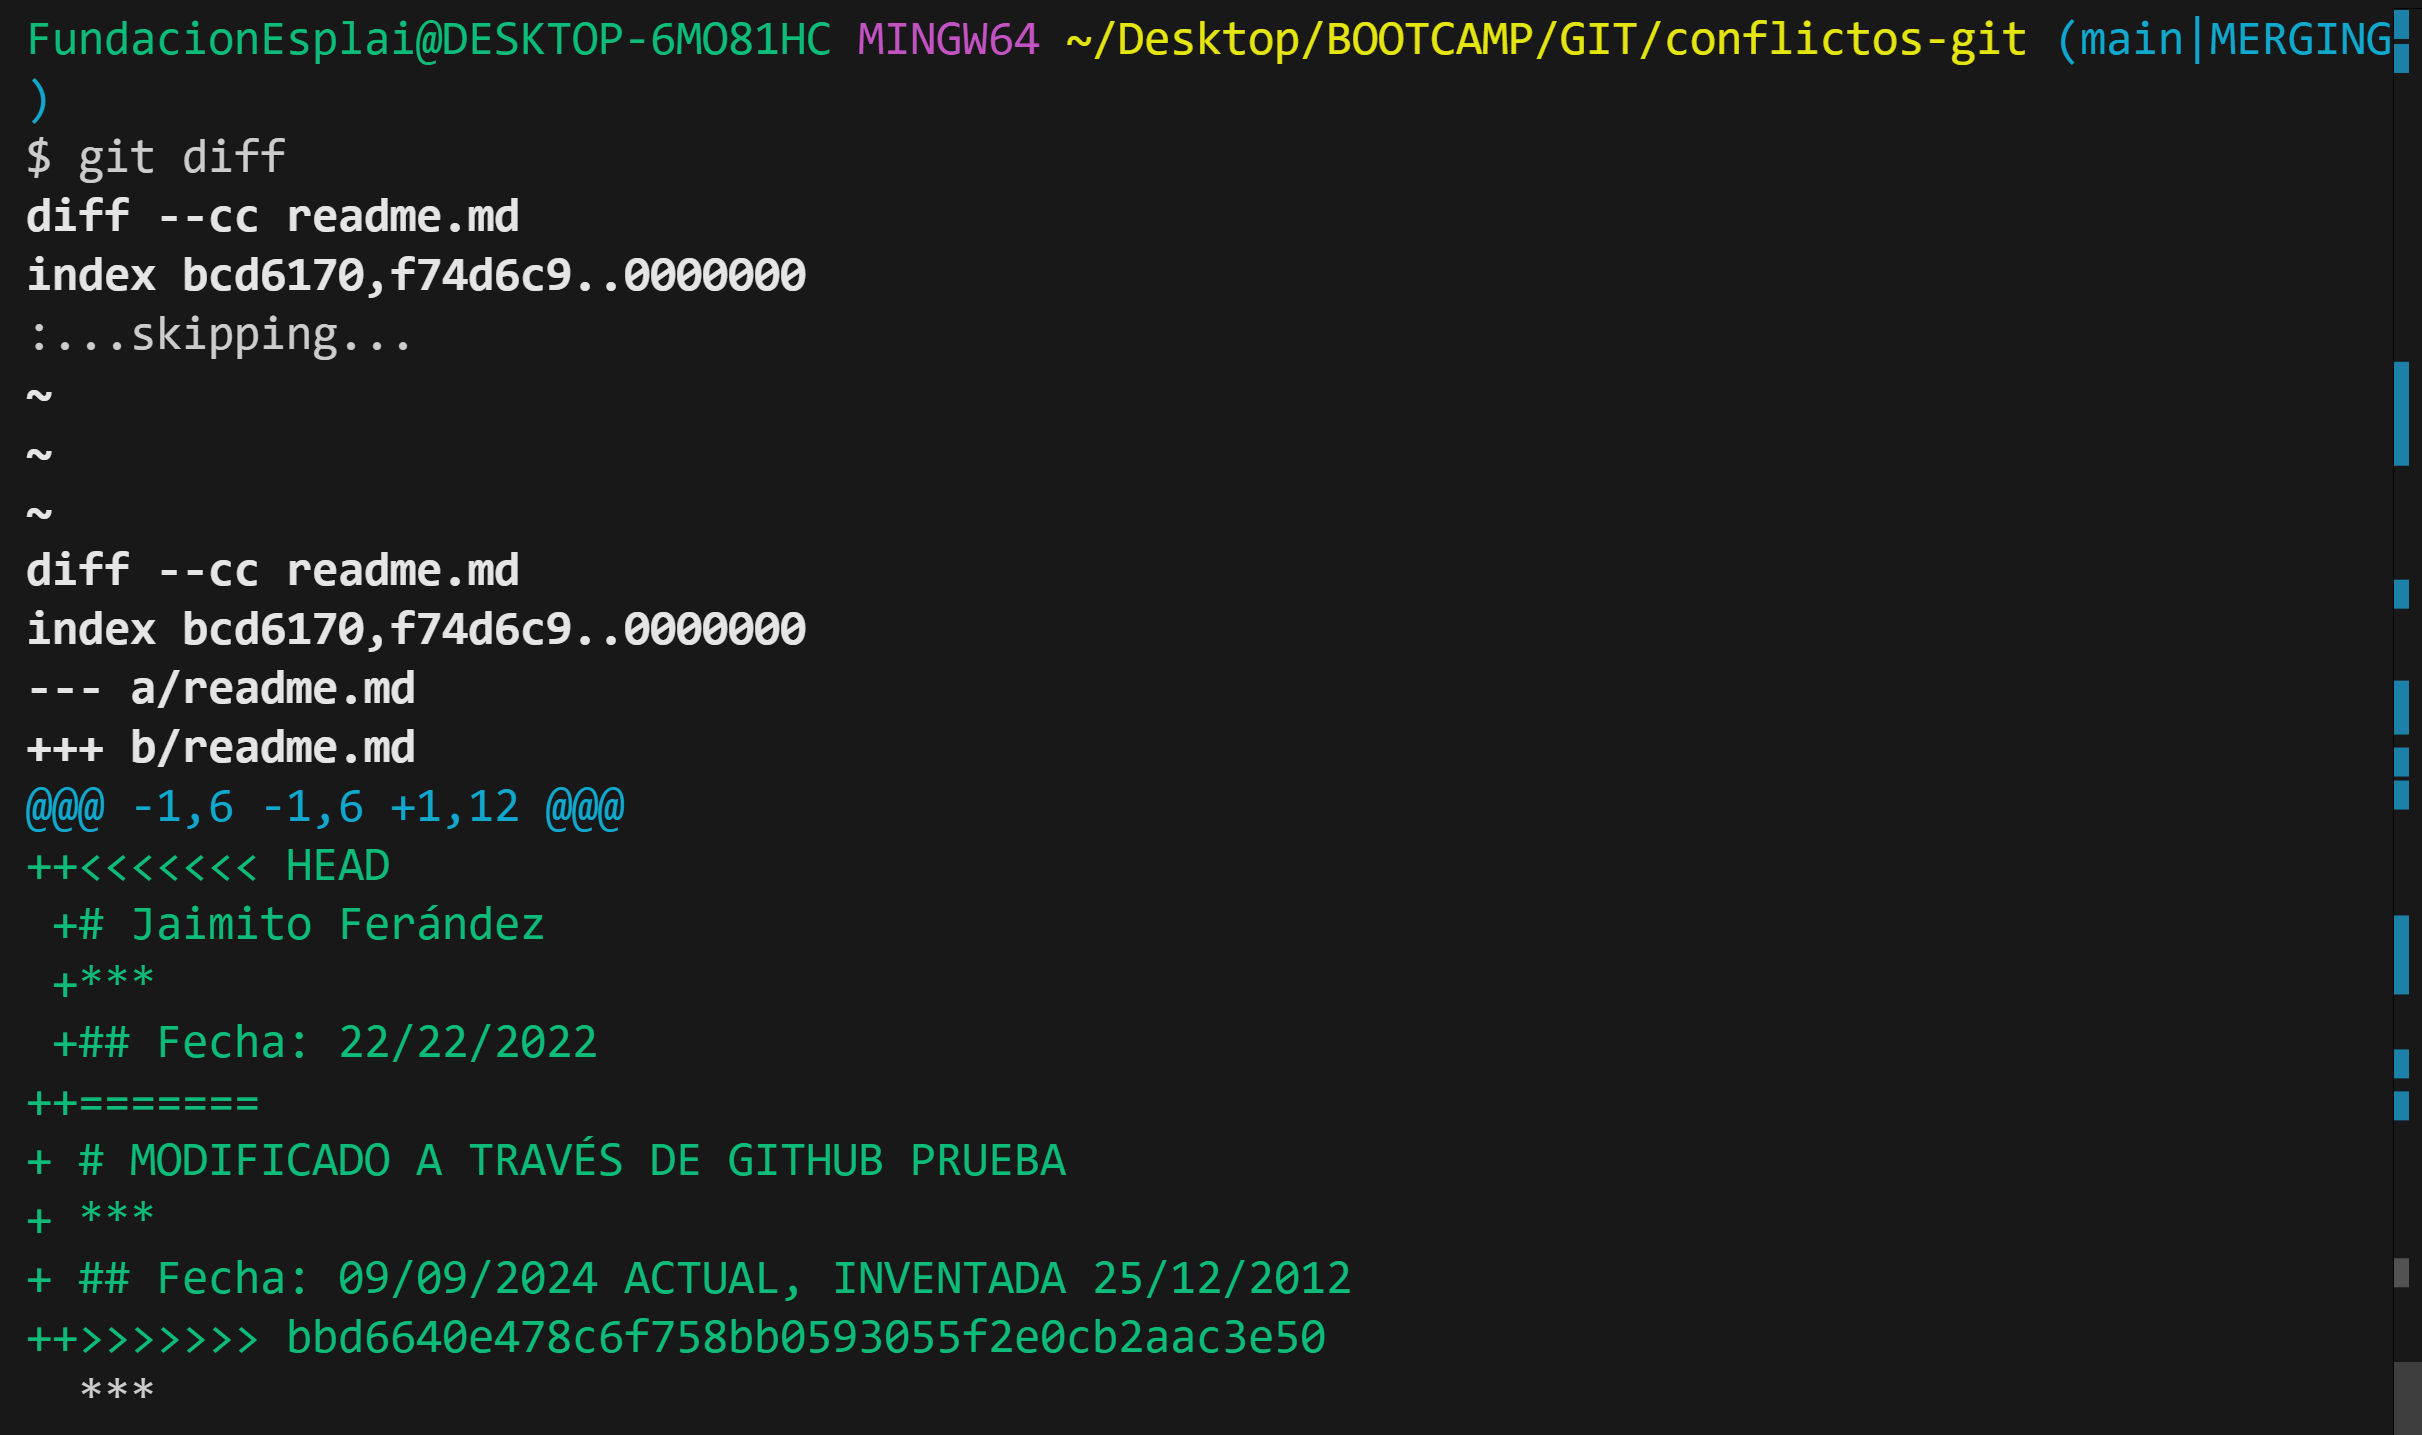 FundacionEsplai@DESKTOP-6MO81HC MINGW64 ~/Desktop/BOOTCAMP/GIT/conflictos-git (main|MERGING
)
$ git diff
diff --cc readme.md
index bcd6170,f74d6c9..0000000
:...skipping...
~
~
~
diff --cc readme.md
index bcd6170,f74d6c9..0000000
--- a/readme.md
+++ b/readme.md
@@@ -1,6 -1,6 +1,12 @@@
++<<<<<<< HEAD
 +# Jaimito Ferández
 +***
 +## Fecha: 22/22/2022
++=======
+ # MODIFICADO A TRAVÉS DE GITHUB PRUEBA
+ ***
+ ## Fecha: 09/09/2024 ACTUAL, INVENTADA 25/12/2012
++>>>>>>> bbd6640e478c6f758bb0593055f2e0cb2aac3e50
  ***